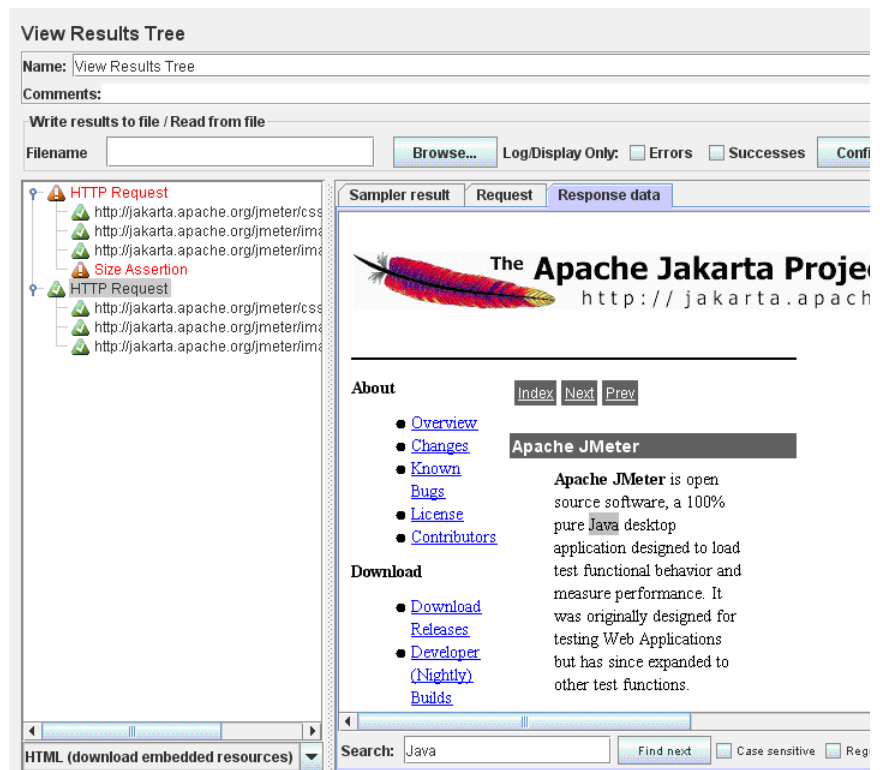 View Results Tree
Name: View Results Tree
Comments:
Write results to file / Read from file
Filename Browse... Log/Display Only: Errors Successes
HTTP Request
http://jakarta.apache.org/jmeter/css
http://jakarta.apache.org/jmeter/ima
http://jakarta.apache.org/jmeter/ima
Size Assertion
HTTP Request
http://jakarta.apache.org/jmeter/css
http://jakarta.apache.org/jmeter/ima
http://jakarta.apache.org/jmeter/ima
HTML (download embedded resources)
Sampler result Request Response data
The Apache Jakarta Projec
http://jakarta.apach
About
Overview
Changes
Known
Bugs
License
Contributors
Download
Download
Releases
Developer
(Nightly)
Builds
Index Next Prev
Apache JMeter
Apache JMeter is open
source software, a 100%
pure Java desktop
application designed to load
test functional behavior and
measure performance. It
was originally designed for
testing Web Applications
but has since expanded to
other test functions.
Search: Java Find next Case sensitive